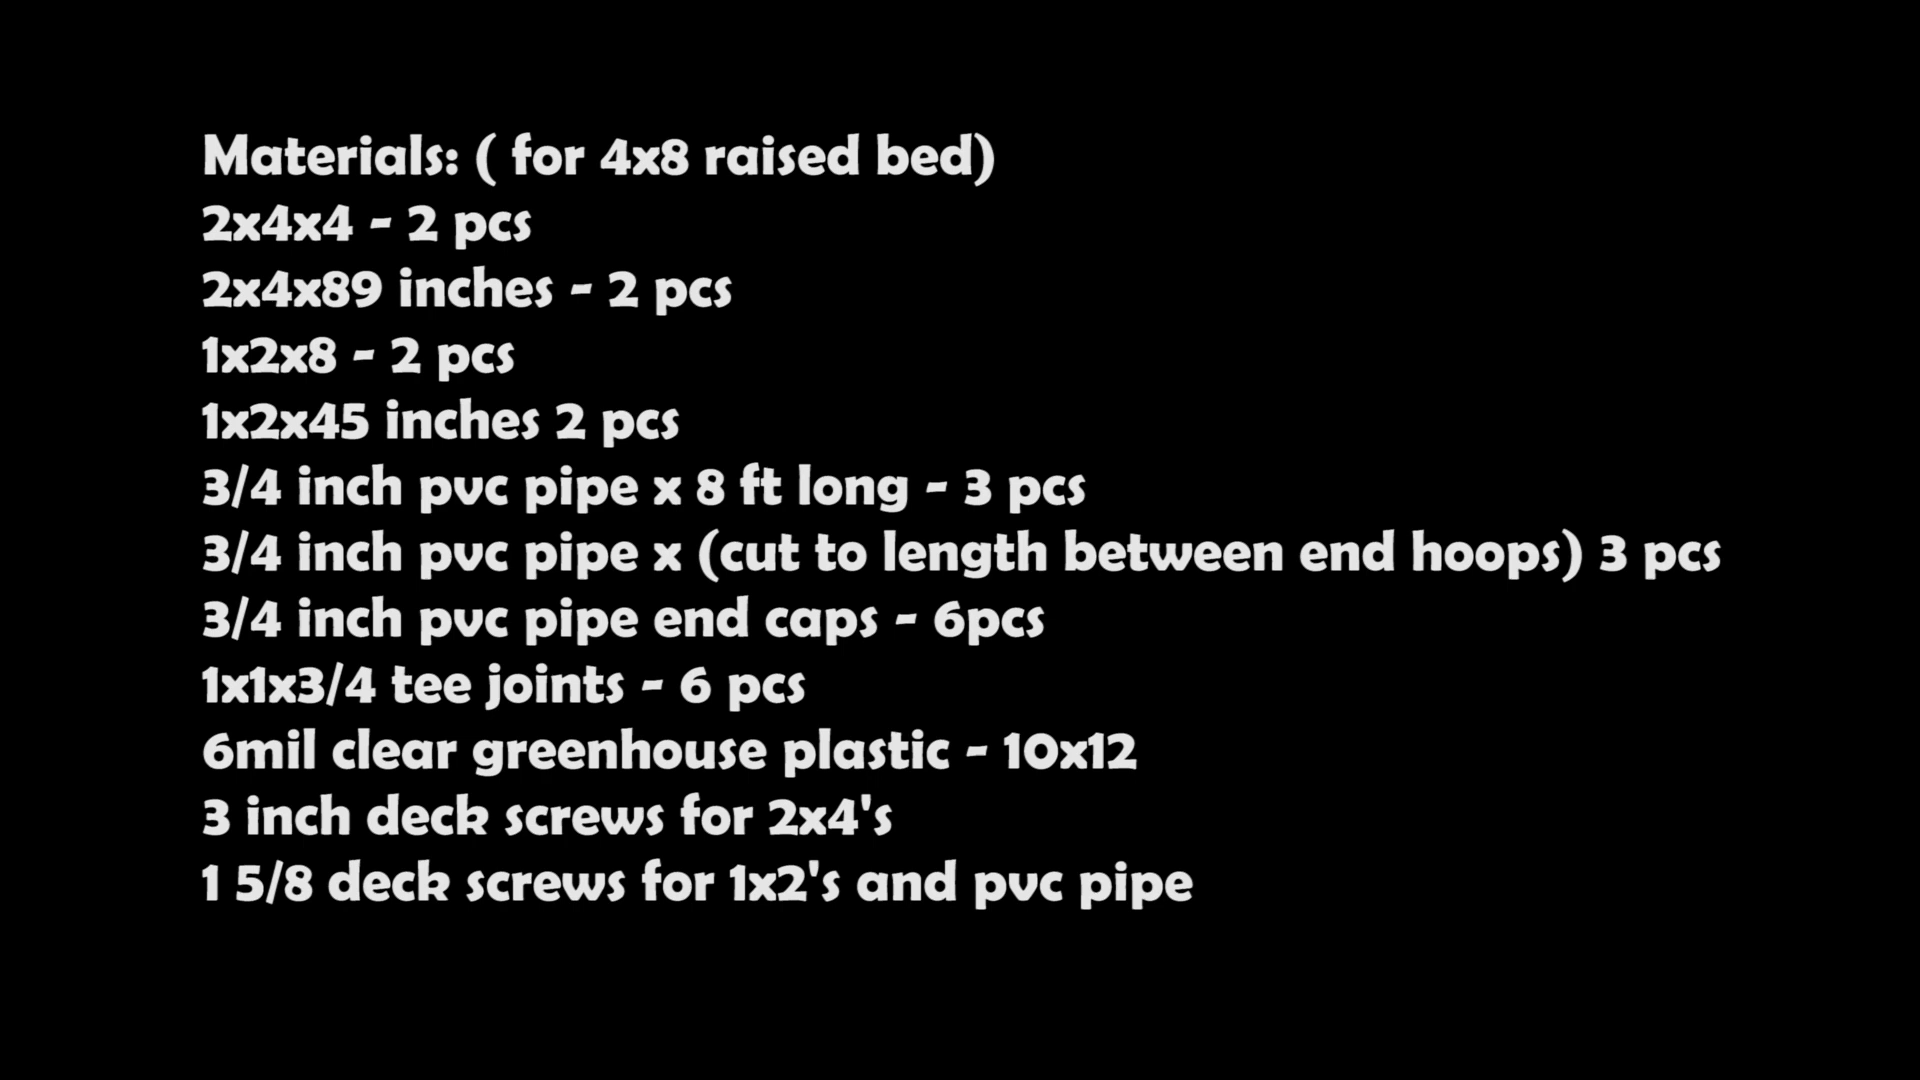 Materials: ( for 4x8 raised bed)
2x4x4 - 2 pcs
2x4x89 inches - 2 pcs
1x2x8 - 2 pcs
1x2x45 inches 2 pcs
3/4 inch pvc pipe x 8 ft long - 3 pcs
3/4 inch pvc pipe x (cut to length between end hoops) 3 pcs
3/4 inch pvc pipe end caps - 6pcs
1x1x3/4 tee joints - 6 pcs
6mil clear greenhouse plastic - 10x12
3 inch deck screws for 2x4's
1 5/8 deck screws for 1x2's and pvc pipe